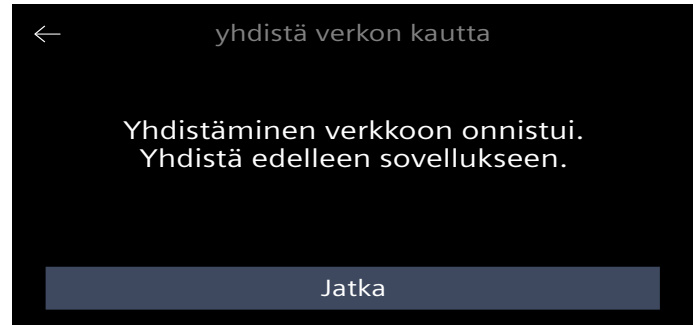 yhdistä verkon kautta
Yhdistäminen verkkoon onnistui.
Yhdistä edelleen sovellukseen.
Jatka